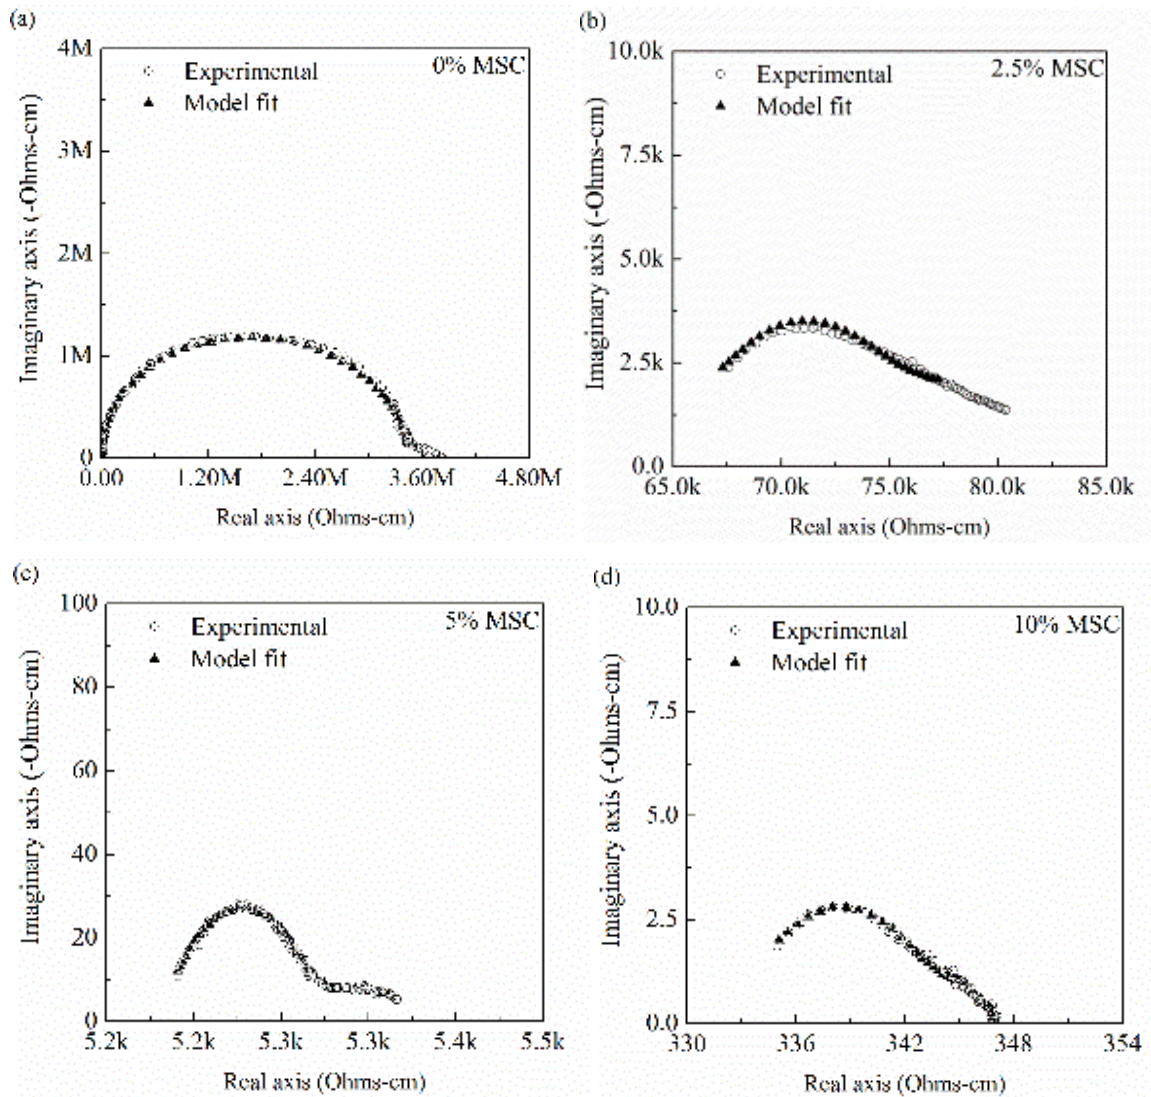 (a)
4M
3M
2M
1M
0
Experimental
Model fit
0% MSC
Imaginary axis (-Ohms-cm)
0.00 1.20M 2.40M 3.60M 4.80M
Real axis (Ohms-cm)
(b)
10.0k
7.5k
5.0k
2.5k
0.0
Experimental
Model fit
2.5% MSC
Imaginary axis (-Ohms-cm)
65.0k 70.0k 75.0k 80.0k 85.0k
Real axis (Ohms-cm)
(c)
100
80
60
40
20
0
Experimental
Model fit
5% MSC
Imaginary axis (-Ohms-cm)
5.2k 5.2k 5.3k 5.3k 5.4k 5.5k
Real axis (Ohms-cm)
(d)
10.0
7.5
5.0
2.5
0.0
Experimental
Model fit
10% MSC
Imaginary axis (-Ohms-cm)
330 336 342 348 354
Real axis (Ohms-cm)